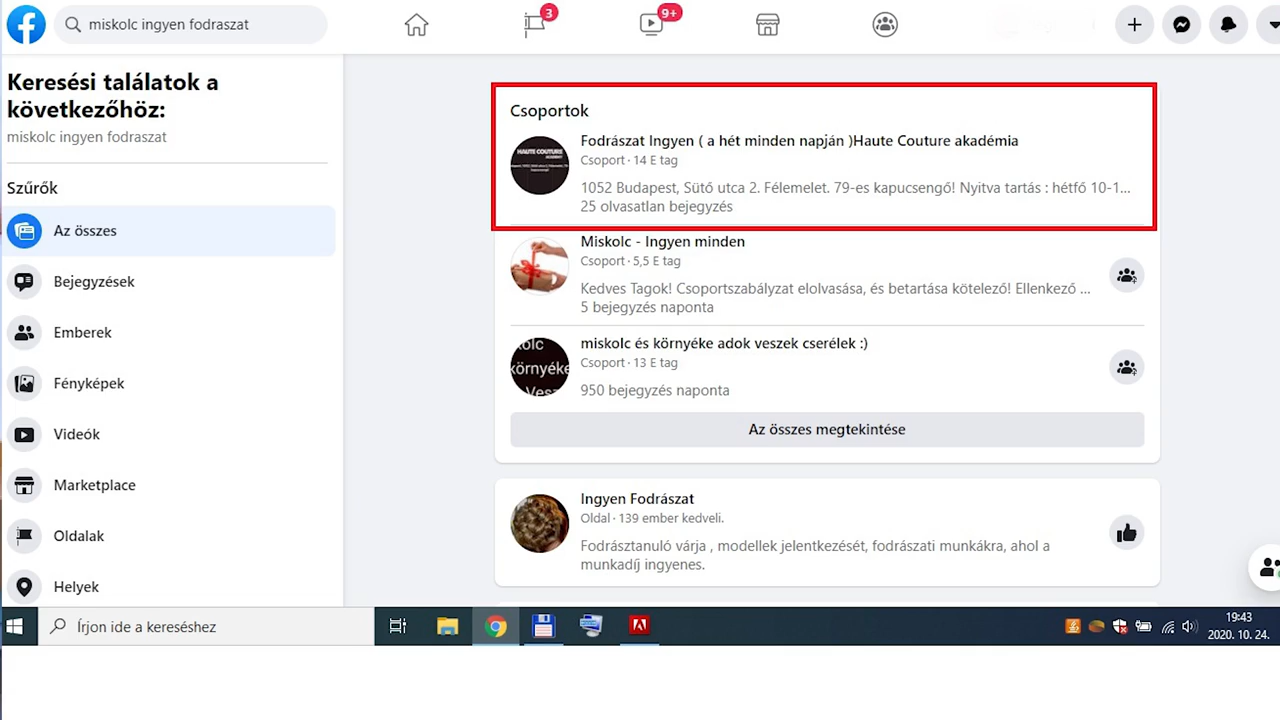 miskolc ingyen fodraszat
3
9+
Keresési találatok a
következőhöz:
miskolc ingyen fodraszat
Szűrők
Az összes
Bejegyzések
Emberek
Fényképek
Videók
Marketplace
Oldalak
Helyek
Csoportok
HAUTE COUTURE
Fodrászat Ingyen ( a hét minden napján )Haute Couture akadémia
Csoport · 14 E tag
1052 Budapest, Sütő utca 2. Félemelet. 79-es kapucsengő! Nyitva tartás : hétfő 10-1...
25 olvasatlan bejegyzés
Miskolc - Ingyen minden
Csoport · 5,5 E tag
Kedves Tagok! Csoportszabályzat elolvasása, és betartása kötelező! Ellenkező ...
5 bejegyzés naponta
környéke
miskolc és környéke adok veszek cserélek :)
Csoport · 13 E tag
950 bejegyzés naponta
Az összes megtekintése
Ingyen Fodrászat
Oldal · 139 ember kedveli.
Fodrásztanuló várja , modellek jelentkezését, fodrászati munkákra, ahol a
munkadíj ingyenes.
Írjon ide a kereséshez
19:43
2020. 10. 24.